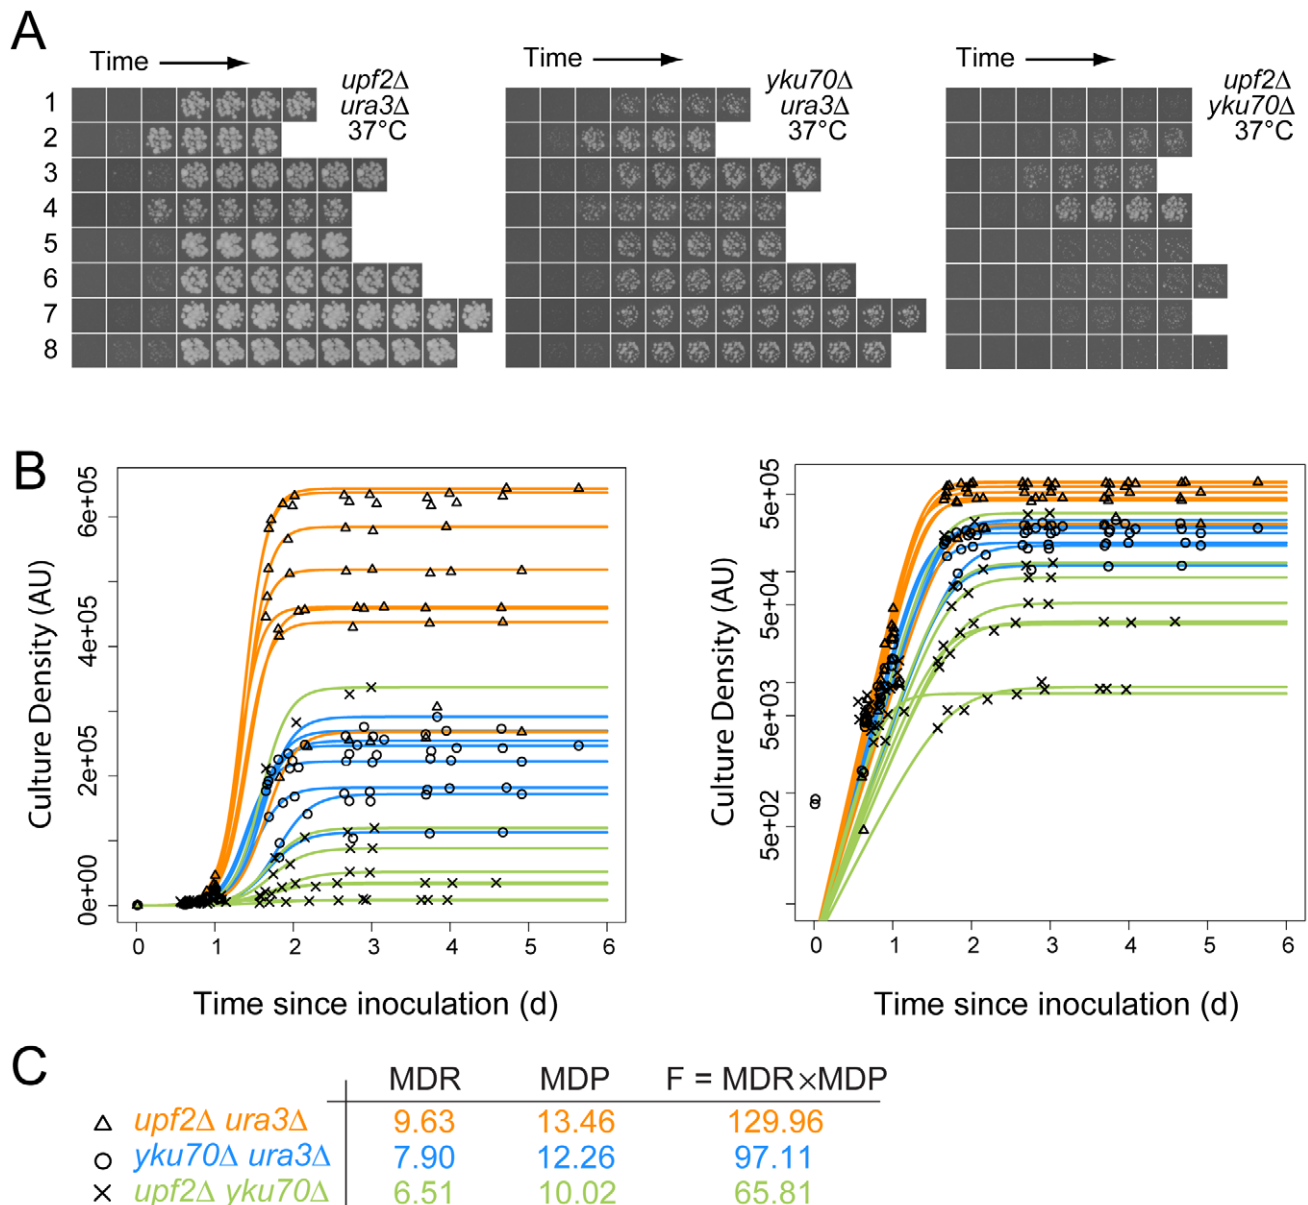 A
Time
upf2Δ
ura3Δ
37°C
Time
yku70Δ
ura3Δ
37°C
Time
upf2Δ
yku70Δ
37°C
1
2
3
4
5
6
7
8
B
Culture Density (AU)
6e+05
4e+05
2e+05
0e+00
0 1 2 3 4 5 6
Time since inoculation (d)
Culture Density (AU)
5e+05
5e+04
5e+03
5e+02
0 1 2 3 4 5 6
Time since inoculation (d)
C
MDR MDP F = MDR×MDP
upf2Δ ura3Δ 9.63 13.46 129.96
yku70Δ ura3Δ 7.90 12.26 97.11
upf2Δ yku70Δ 6.51 10.02 65.81